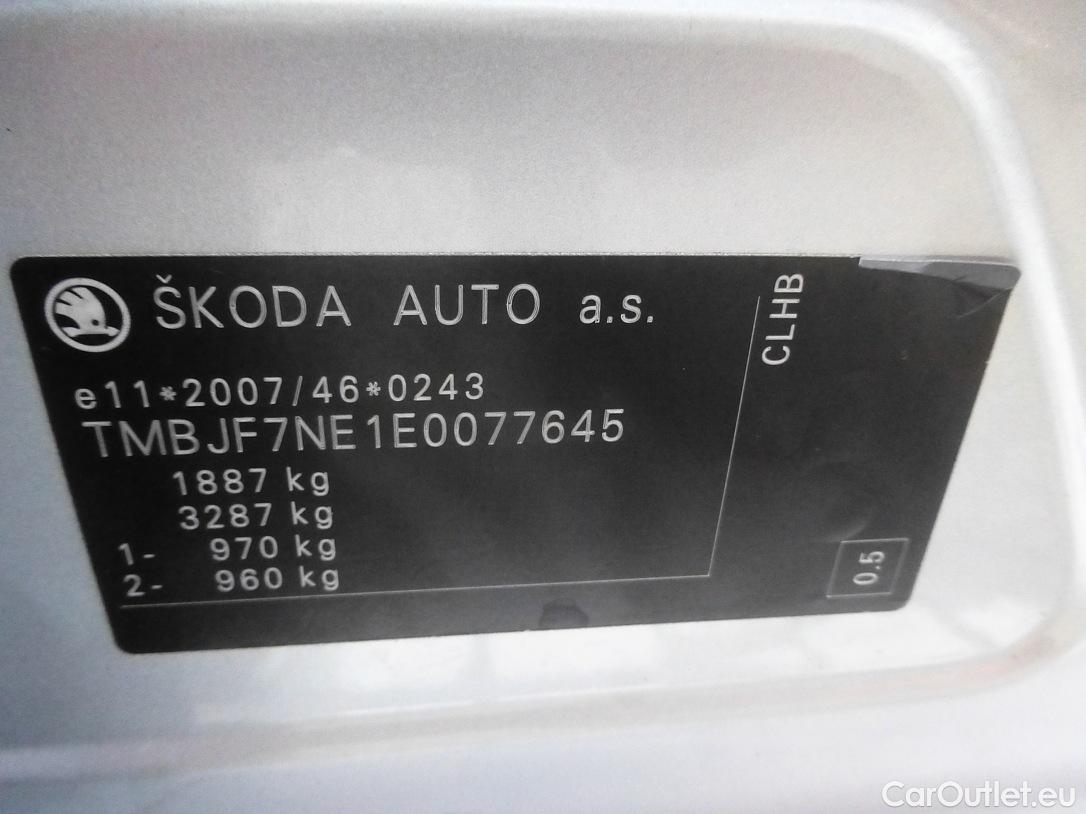 ŠKODA AUTO a.s.
e11*2007/46*0243
TMBJF7NE1E0077645
1887 kg
3287 kg
1- 970 kg
2- 960 kg
CLHB
0.5
CarOutlet.eu